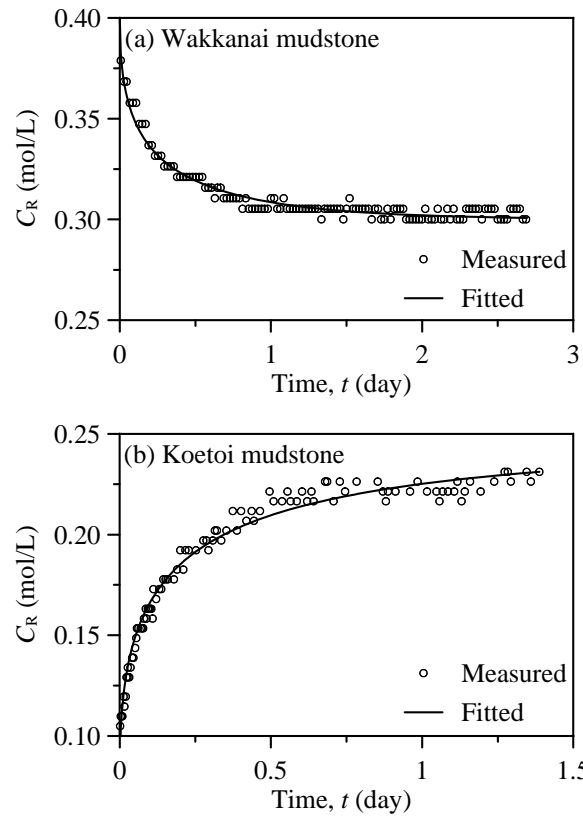 (a) Wakkanai mudstone
0.40
0.35
0.30
0.25
C_R (mol/L)
Measured
Fitted
0 1 2 3
Time, t (day)
(b) Koetoi mudstone
0.25
0.20
0.15
0.10
C_R (mol/L)
Measured
Fitted
0 0.5 1 1.5
Time, t (day)